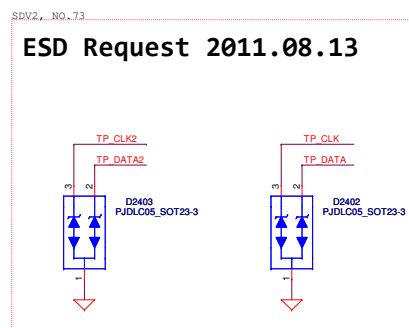 SDV2, NO.73
ESD Request 2011.08.13
TP_CLK2
TP_DATA2
3
2
D2403
PJDLC05_SOT23-3
1
TP_CLK
TP_DATA
3
2
D2402
PJDLC05_SOT23-3
1